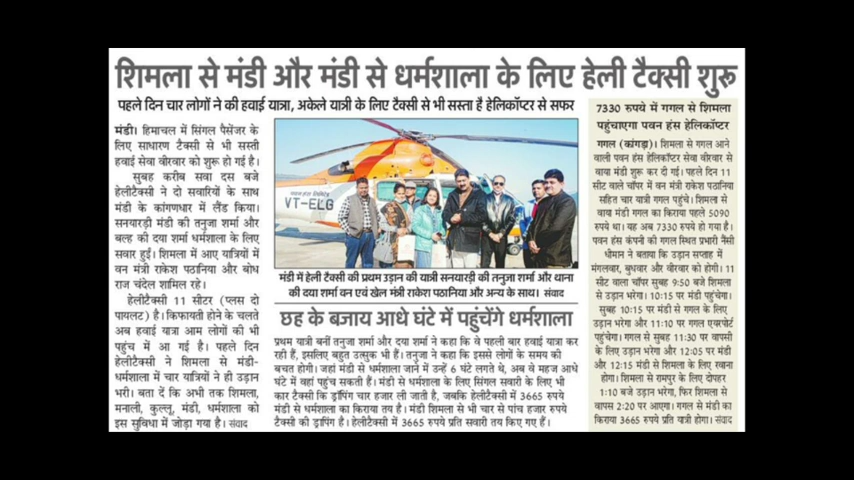 शिमला से मंडी और मंडी से धर्मशाला के लिए हेली टैक्सी शुरू
पहले दिन चार लोगों ने की हवाई यात्रा, अकेले यात्री के लिए टैक्सी से भी सस्ता है हेलिकॉप्टर से सफर
मंडी। हिमाचल में सिंगल पैसेंजर के
लिए साधारण टैक्सी से भी सस्ती
हवाई सेवा वीरवार को शुरू हो गई है।
सुबह करीब सवा दस बजे
हेलीटैक्सी ने दो सवारियों के साथ
मंडी के कांगणधार में लैंड किया।
सनयारड़ी मंडी की तनुजा शर्मा और
बल्ह की दया शर्मा धर्मशाला के लिए
सवार हुईं। शिमला में आए यात्रियों में
वन मंत्री राकेश पठानिया और बोध
राज चंदेल शामिल रहे।
हेलीटैक्सी 11 सीटर (प्लस दो
पायलट) है। किफायती होने के चलते
अब हवाई यात्रा आम लोगों की भी
पहुंच में आ गई है। पहले दिन
हेलीटैक्सी ने शिमला से मंडी-
धर्मशाला में चार यात्रियों ने ही उड़ान
भरी। बता दें कि अभी तक शिमला,
मनाली, कुल्लू, मंडी, धर्मशाला को
इस सुविधा में जोड़ा गया है। संवाद
VT-ELG
मंडी में हेली टैक्सी की प्रथम उड़ान की यात्री सनयारड़ी की तनुजा शर्मा और थाना
की दया शर्मा वन एवं खेल मंत्री राकेश पठानिया और अन्य के साथ। संवाद
छह के बजाय आधे घंटे में पहुंचेंगे धर्मशाला
प्रथम यात्री बनीं तनुजा शर्मा और दया शर्मा ने कहा कि वे पहली बार हवाई यात्रा कर
रही हैं, इसलिए बहुत उत्सुक भी हैं। तनुजा ने कहा कि इससे लोगों के समय की
बचत होगी। जहां मंडी से धर्मशाला जाने में उन्हें 6 घंटे लगते थे, अब वे महज आधे
घंटे में वहां पहुंच सकती हैं। मंडी से धर्मशाला के लिए सिंगल सवारी के लिए भी
कार टैक्सी कि ड्रॉपिंग चार हजार ली जाती है, जबकि हेलीटैक्सी में 3665 रुपये
मंडी से धर्मशाला का किराया तय है। मंडी शिमला से भी चार से पांच हजार रुपये
टैक्सी की ड्रापिंग है। हेलीटैक्सी में 3665 रुपये प्रति सवारी तय किए गए हैं।
7330 रुपये में गगल से शिमला
पहुंचाएगा पवन हंस हेलिकॉप्टर
गगल (कांगड़ा)। शिमला से गगल आने
वाली पवन हंस हेलिकॉप्टर सेवा वीरवार से
वाया मंडी शुरू कर दी गई। पहले दिन 11
सीट वाले चॉपर में वन मंत्री राकेश पठानिया
सहित चार यात्री गगल पहुंचे। शिमला से
वाया मंडी गगल का किराया पहले 5090
रुपये था। यह अब 7330 रुपये हो गया है।
पवन हंस कंपनी की गगल स्थित प्रभारी नैंसी
धीमान ने बताया कि उड़ान सप्ताह में
मंगलवार, बुधवार और वीरवार को होगी। 11
सीट वाला चॉपर सुबह 9:50 बजे शिमला
से उड़ान भरेगा। 10:15 पर मंडी पहुंचेगा।
सुबह 10:15 पर मंडी से गगल के लिए
उड़ान भरेगा और 11:10 पर गगल एयरपोर्ट
पहुंचेगा। गगल से सुबह 11:30 पर वापसी
के लिए उड़ान भरेगा और 12:05 पर मंडी
और 12:15 मंडी से शिमला के लिए रवाना
होगा। शिमला से रामपुर के लिए दोपहर
1:10 बजे उड़ान भरेगा, फिर शिमला से
वापस 2:20 पर आएगा। गगल से मंडी का
किराया 3665 रुपये प्रति यात्री होगा। संवाद